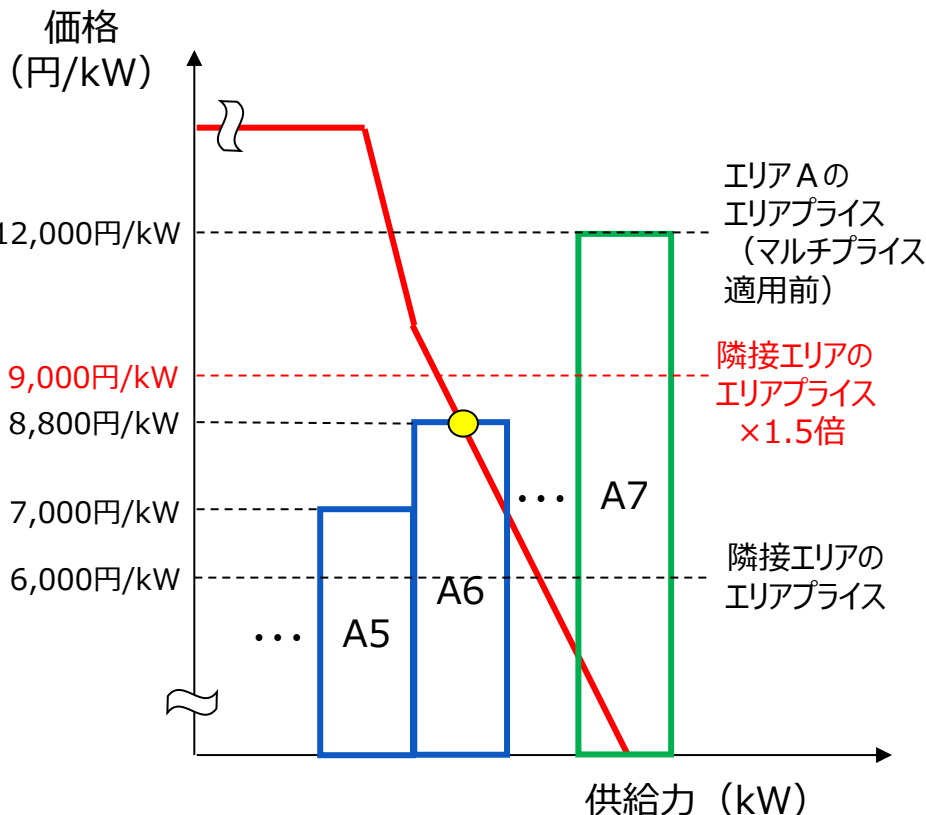 価格
（円/kW）
エリアAの
エリアプライス
（マルチプライス
適用前）
12,000円/kW
隣接エリアの
エリアプライス
×1.5倍
9,000円/kW
8,800円/kW
7,000円/kW
6,000円/kW
隣接エリアの
エリアプライス
… A5
A6
… A7
供給力（kW）